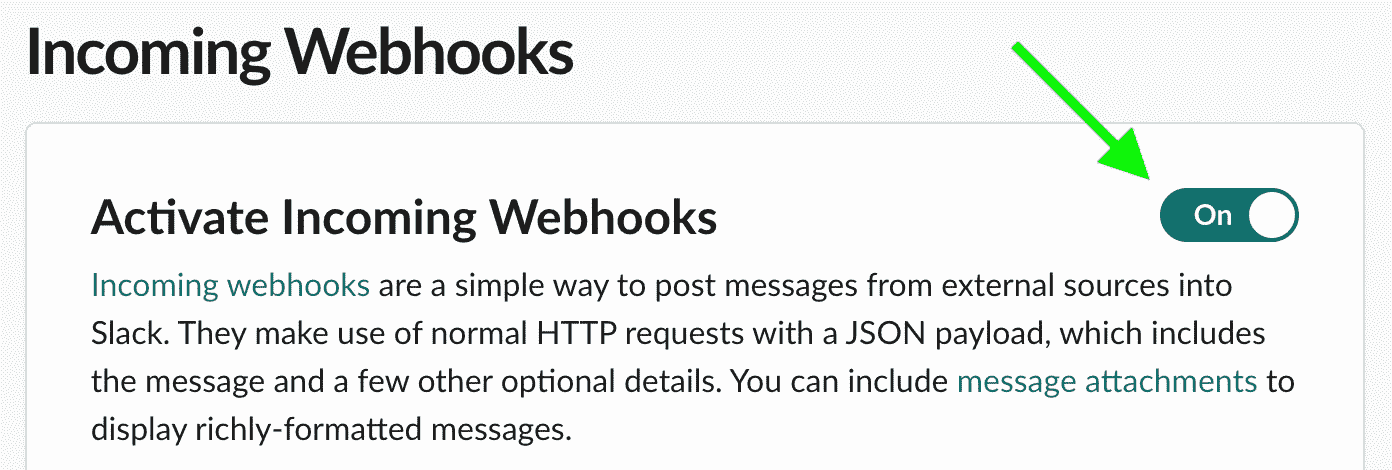 Incoming Webhooks
Activate Incoming Webhooks
On
Incoming webhooks are a simple way to post messages from external sources into
Slack. They make use of normal HTTP requests with a JSON payload, which includes
the message and a few other optional details. You can include message attachments to
display richly-formatted messages.